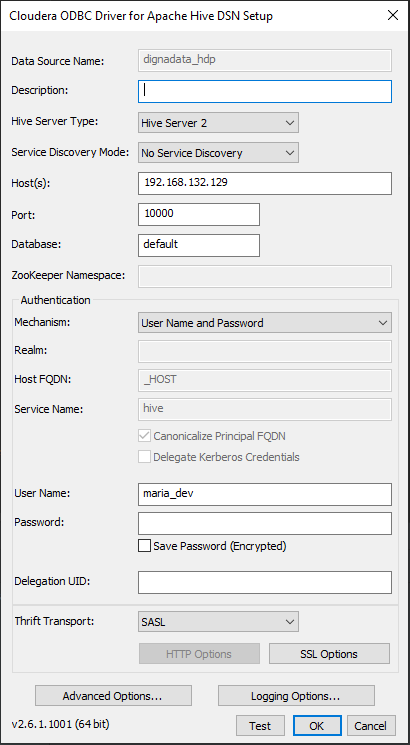 Cloudera ODBC Driver for Apache Hive DSN Setup
Data Source Name: dignadata_hdp
Description:
Hive Server Type: Hive Server 2
Service Discovery Mode: No Service Discovery
Host(s): 192.168.132.129
Port: 10000
Database: default
ZooKeeper Namespace:
Authentication
Mechanism: User Name and Password
Realm:
Host FQDN: _HOST
Service Name: hive
Canonicalize Principal FQDN
Delegate Kerberos Credentials
User Name: maria_dev
Password:
Save Password (Encrypted)
Delegation UID:
Thrift Transport: SASL
HTTP Options SSL Options
Advanced Options... Logging Options...
v2.6.1.1001 (64 bit) Test OK Cancel